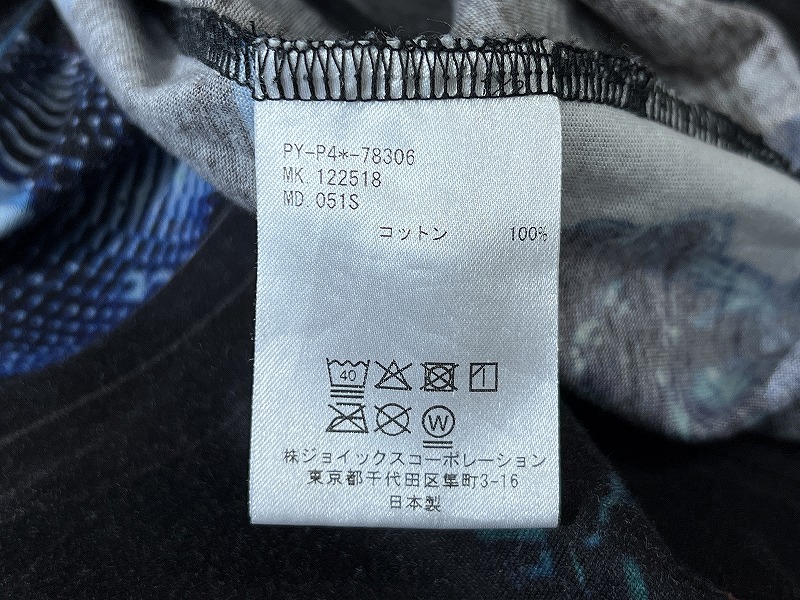 PY-P4*-78306
MK.122518
MD.051S
コットン 100%
40
W
株ジョイックスコーポレーション
東京都千代田区隼町3-16
日本製